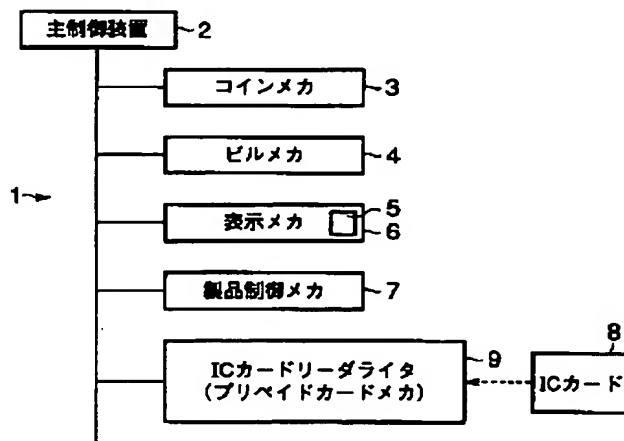 主制御装置 2
コインメカ 3
ビルメカ 4
1
表示メカ 5
6
製品制御メカ 7
8
9
ICカードリーダライタ
(プリペイドカードメカ)
ICカード